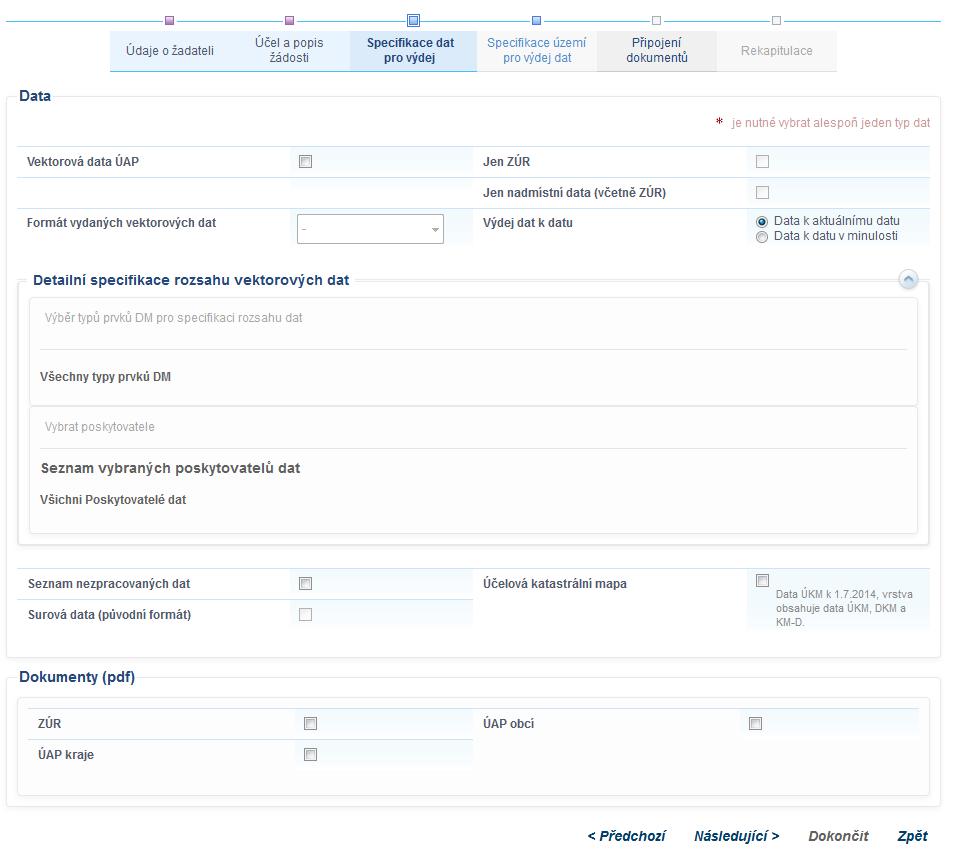 Údaje o žadateli
Účel a popis
žádosti
Specifikace dat
pro výdej
Specifikace území
pro výdej dat
Připojení
dokumentů
Rekapitulace
Data
* je nutné vybrat alespoň jeden typ dat
Vektorová data ÚAP
Jen ZÚR
Jen nadmístní data (včetně ZÚR)
Formát vydaných vektorových dat
-
Výdej dat k datu
Data k aktuálnímu datu
Data k datu v minulosti
Detailní specifikace rozsahu vektorových dat
Výběr typů prvků DM pro specifikaci rozsahu dat
Všechny typy prvků DM
Vybrat poskytovatele
Seznam vybraných poskytovatelů dat
Všichni Poskytovatelé dat
Seznam nezpracovaných dat
Účelová katastrální mapa
Data ÚKM k 1.7.2014, vrstva
obsahuje data ÚKM, DKM a
KM-D.
Surová data (původní formát)
Dokumenty (pdf)
ZÚR
ÚAP obcí
ÚAP kraje
< Předchozí
Následující >
Dokončit
Zpět